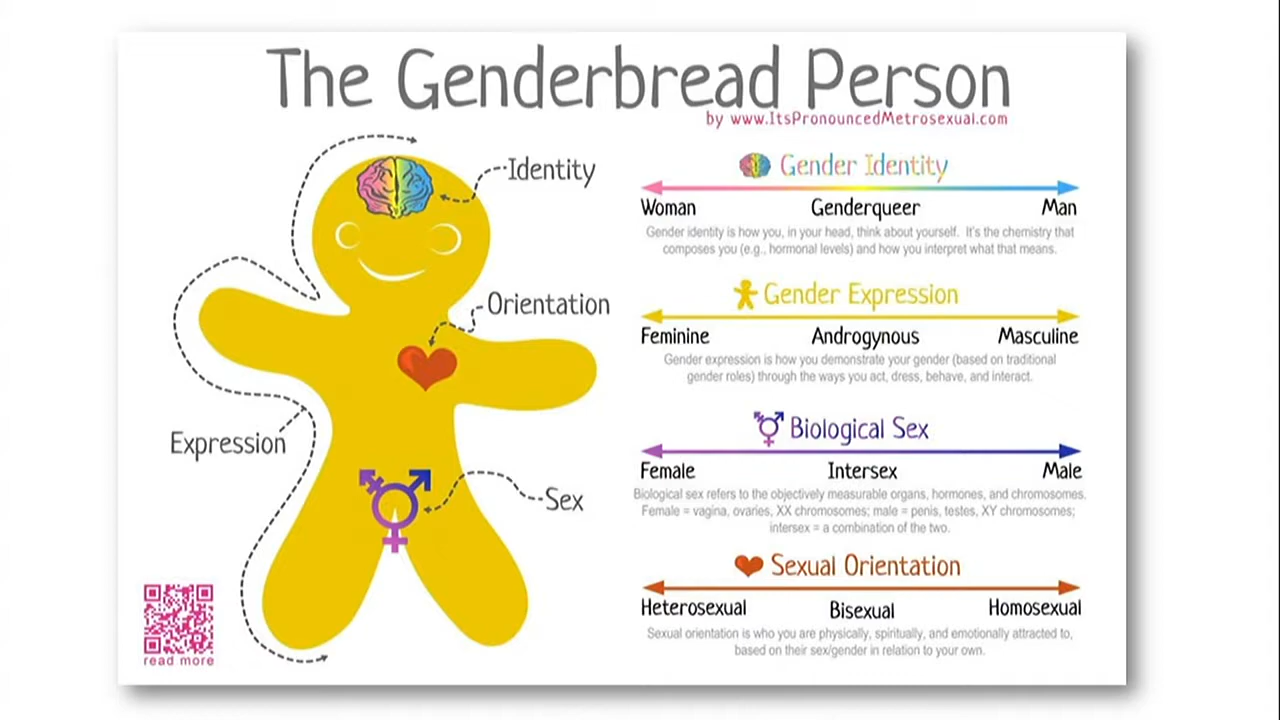 The Genderbread Person
by www.ItsPronouncedMetrosexual.com
Identity
Orientation
Expression
Sex
read more
Gender Identity
Woman Genderqueer Man
Gender identity is how you, in your head, think about yourself. It's the chemistry that
composes you (e.g., hormonal levels) and how you interpret what that means.
Gender Expression
Feminine Androgynous Masculine
Gender expression is how you demonstrate your gender (based on traditional
gender roles) through the ways you act, dress, behave, and interact.
Biological Sex
Female Intersex Male
Biological sex refers to the objectively measurable organs, hormones, and chromosomes.
Female = vagina, ovaries, XX chromosomes; male = penis, testes, XY chromosomes;
intersex = a combination of the two.
Sexual Orientation
Heterosexual Bisexual Homosexual
Sexual orientation is who you are physically, spiritually, and emotionally attracted to,
based on their sex/gender in relation to your own.